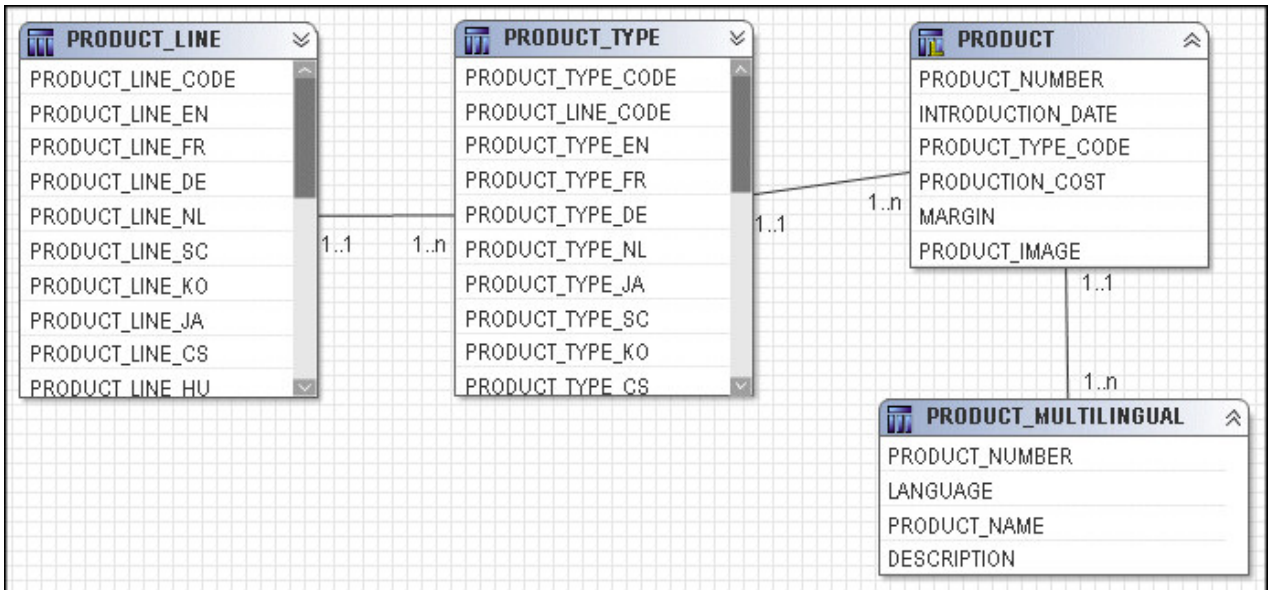 PRODUCT_LINE
PRODUCT_LINE_CODE
PRODUCT_LINE_EN
PRODUCT_LINE_FR
PRODUCT_LINE_DE
PRODUCT_LINE_NL
PRODUCT_LINE_SC
PRODUCT_LINE_KO
PRODUCT_LINE_JA
PRODUCT_LINE_CS
PRODUCT_LINE_HU
1..1
1..n
PRODUCT_TYPE
PRODUCT_TYPE_CODE
PRODUCT_LINE_CODE
PRODUCT_TYPE_EN
PRODUCT_TYPE_FR
PRODUCT_TYPE_DE
PRODUCT_TYPE_NL
PRODUCT_TYPE_JA
PRODUCT_TYPE_SC
PRODUCT_TYPE_KO
PRODUCT_TYPE_CS
1..1
1..n
PRODUCT
PRODUCT_NUMBER
INTRODUCTION_DATE
PRODUCT_TYPE_CODE
PRODUCTION_COST
MARGIN
PRODUCT_IMAGE
1..1
1..n
PRODUCT_MULTILINGUAL
PRODUCT_NUMBER
LANGUAGE
PRODUCT_NAME
DESCRIPTION